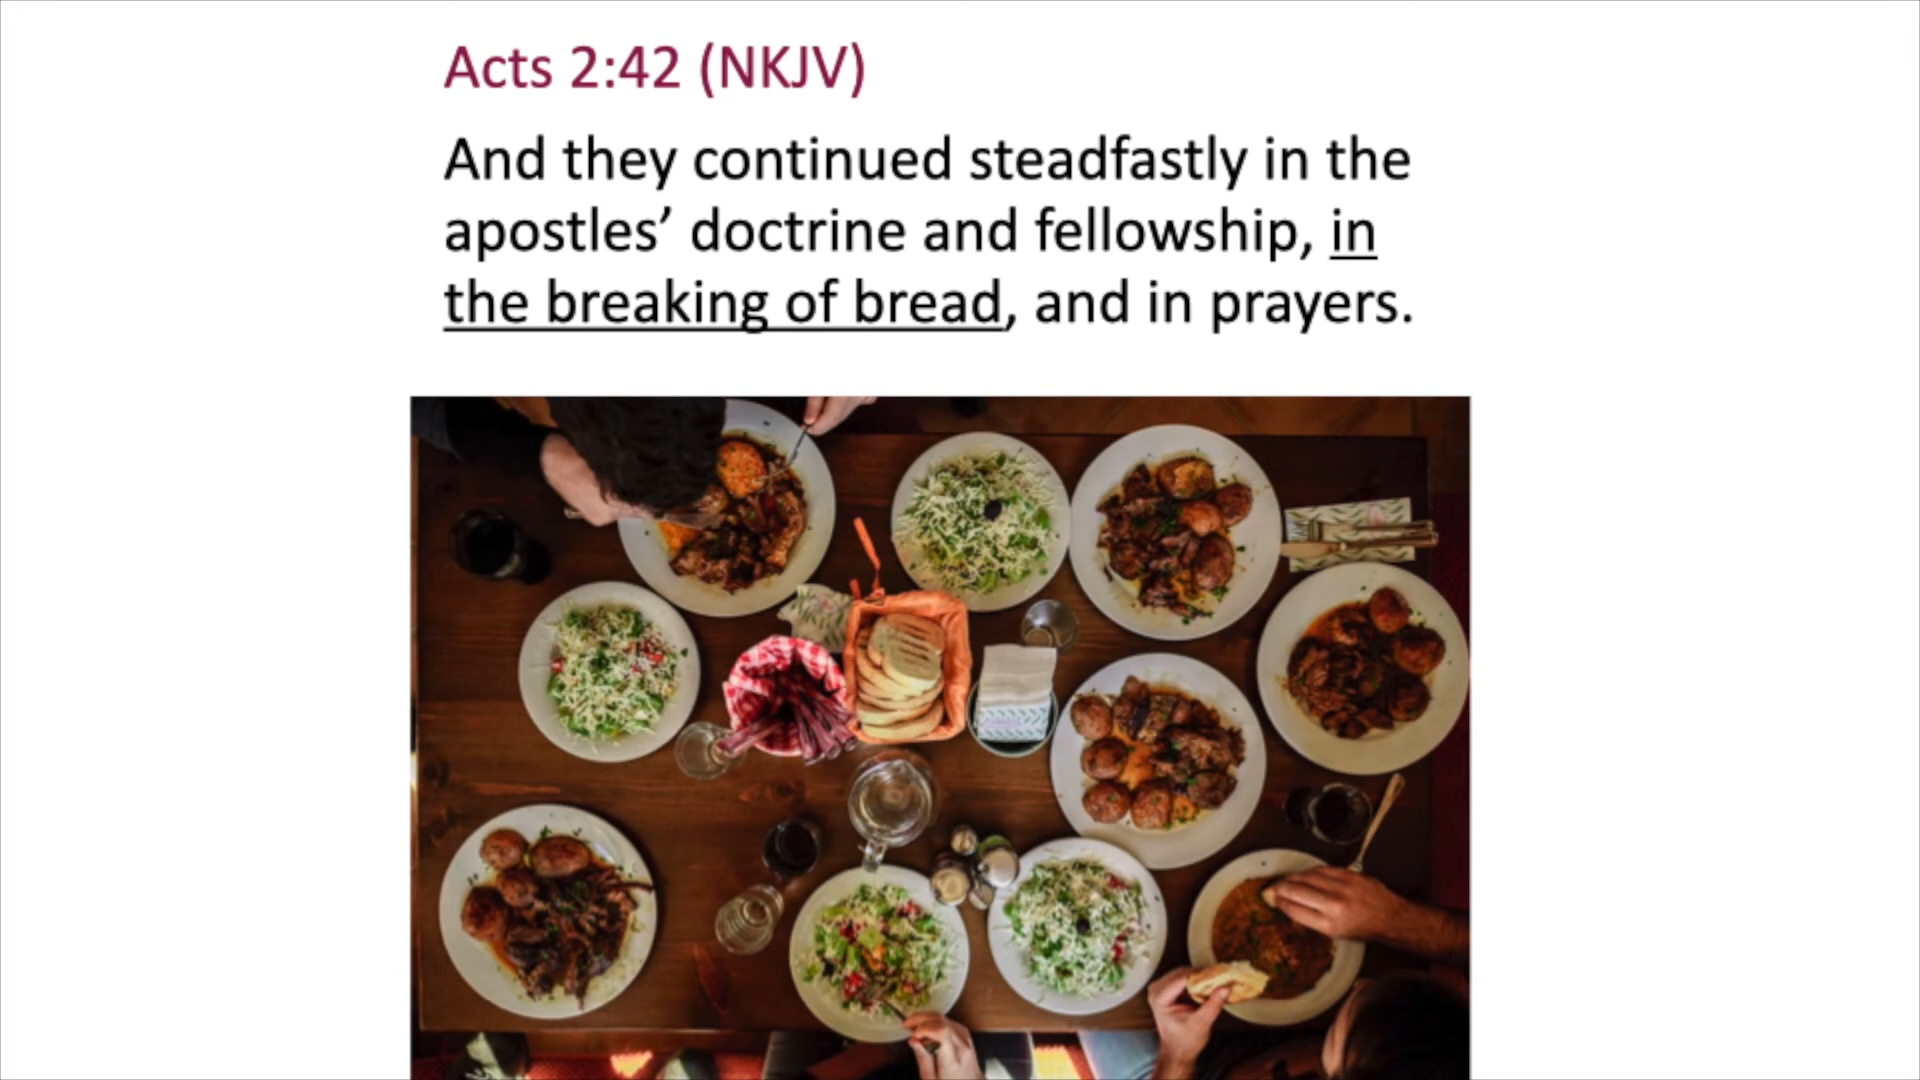 Acts 2:42 (NKJV)
And they continued steadfastly in the
apostles’ doctrine and fellowship, in
the breaking of bread, and in prayers.